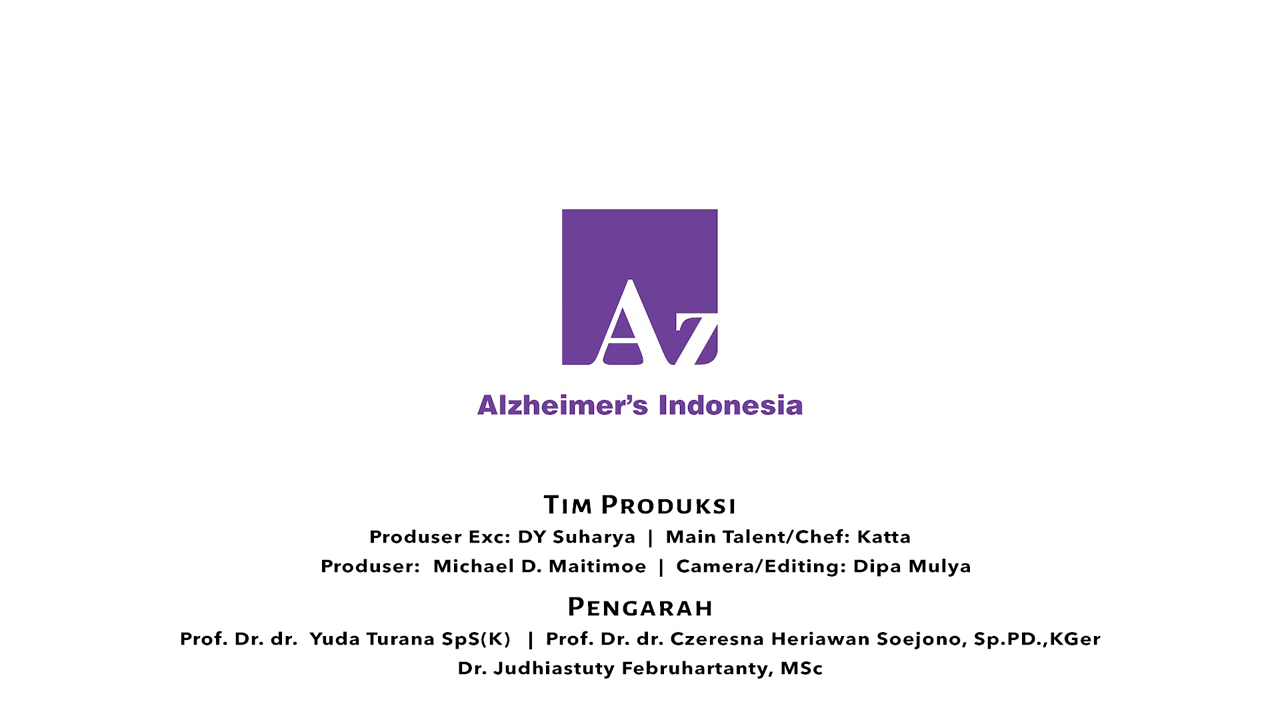 Az
Alzheimer’s Indonesia
Tim Produksi
Produser Exc: DY Suharya | Main Talent/Chef: Katta
Produser: Michael D. Maitimoe | Camera/Editing: Dipa Mulya
Pengarah
Prof. Dr. dr. Yuda Turana SpS(K) | Prof. Dr. dr. Czeresna Heriawan Soejono, Sp.PD.,KGer
Dr. Judhiastuty Februhartanty, MSc